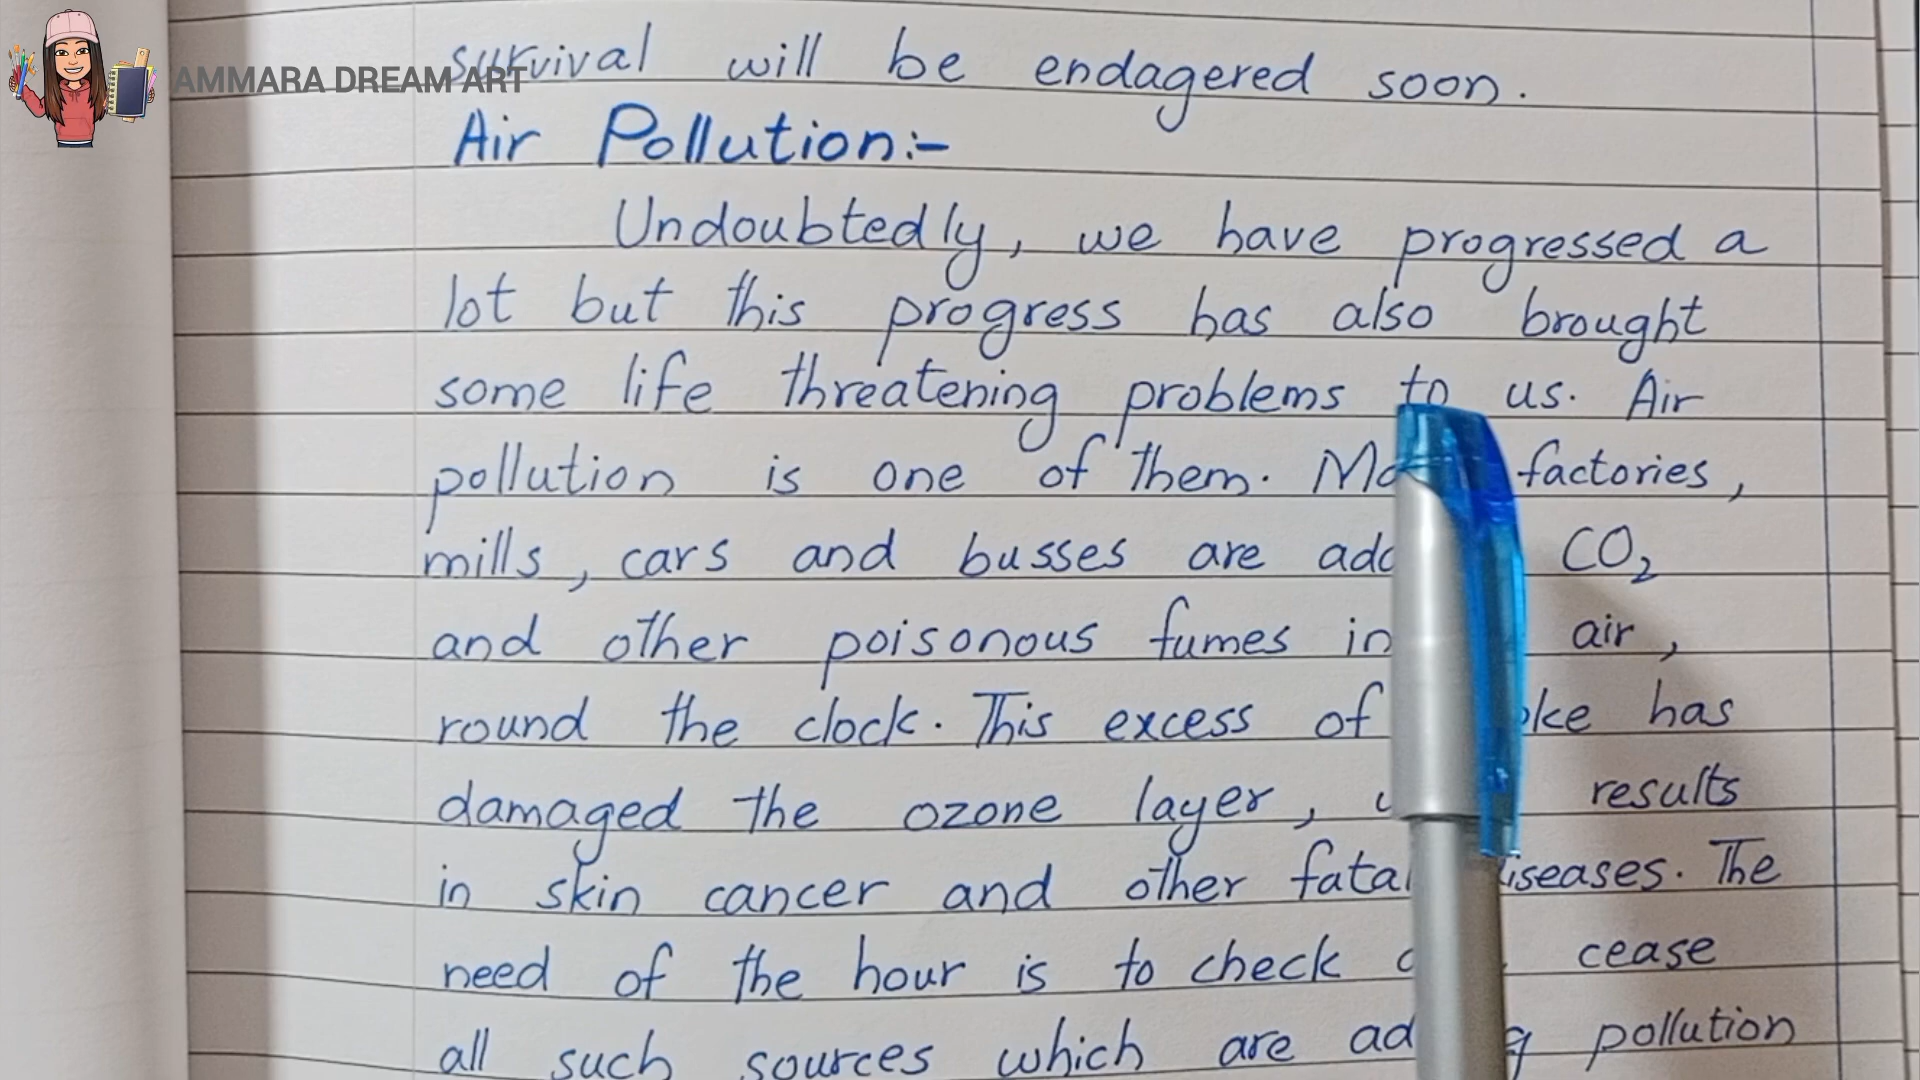 AMMARA DREAM ART
survival will be endagered soon.
Air Pollution:-
Undoubtedly, we have progressed a
lot but this progress has also brought
some life threatening problems to us. Air
pollution is one of them. factories,
mills, cars and busses are CO₂
and other poisonous fumes in air,
round the clock. This excess of has
damaged the ozone layer, results
in skin cancer and other fatal diseases. The
need of the hour is to check cease
all such sources which are pollution